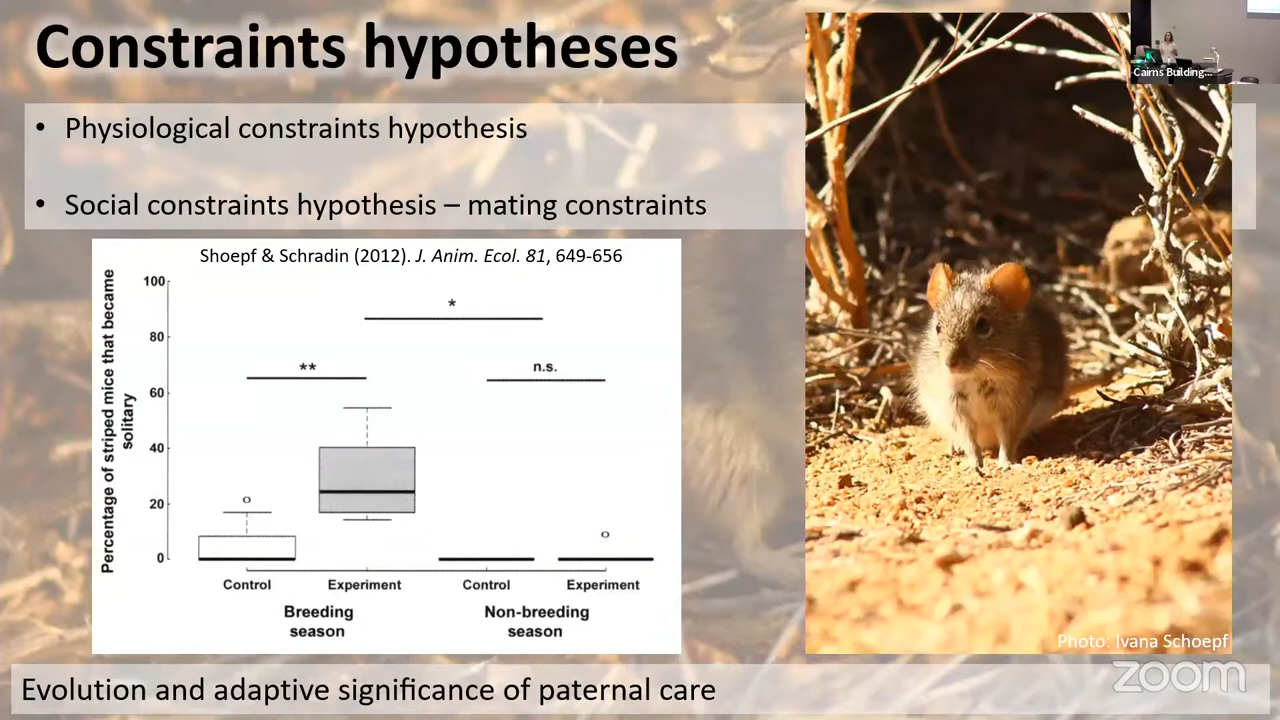 Constraints hypotheses
Cairns Building...
• Physiological constraints hypothesis
• Social constraints hypothesis – mating constraints
Shoepf & Schradin (2012). J. Anim. Ecol. 81, 649-656
Percentage of striped mice that became
solitary
100
80
60
40
20
0
**
*
n.s.
Control
Experiment
Control
Experiment
Breeding
season
Non-breeding
season
Photo: Ivana Schoepf
zoom
Evolution and adaptive significance of paternal care